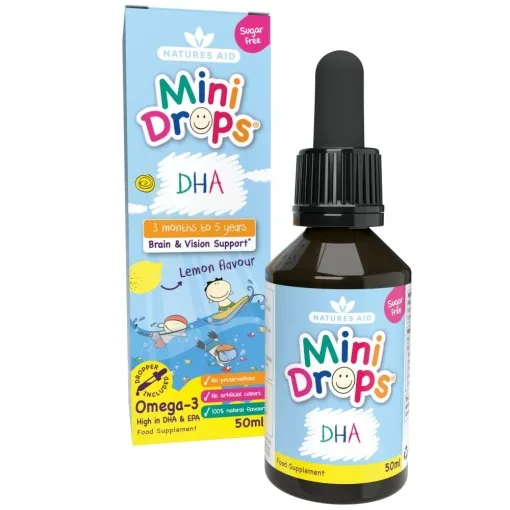 NATURES AID
Sugar
Free
Mini
Drops®
DHA
3 months to 5 years
Brain & Vision Support*
Lemon flavour
DROPPER
INCLUDED
No preservatives
No artificial colours
100% natural flavours
Omega-3
High in DHA & EPA
Food Supplement
50ml
NATURES AID
Sugar
Free
Mini
Drops®
DHA
Food Supplement
50ml